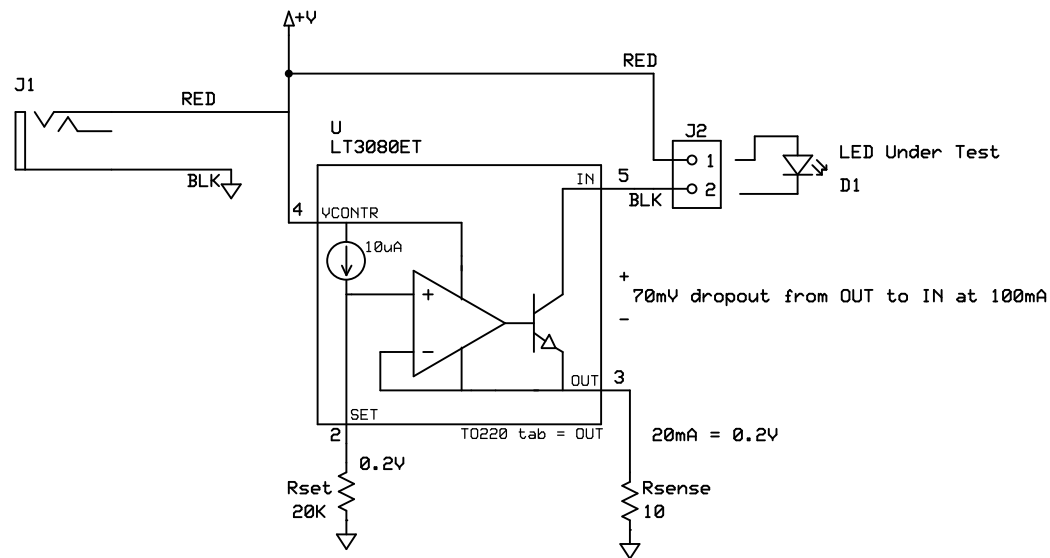 +V
RED
J1
RED
J2
U
LT3080ET
1
LED Under Test
IN
5
BLK
2
D1
BLK
4
VCONTR
10uA
+
+
70mV dropout from OUT to IN at 100mA
-
-
OUT
3
SET
2
TO220 tab = OUT
20mA = 0.2V
0.2V
Rset
20K
Rsense
10